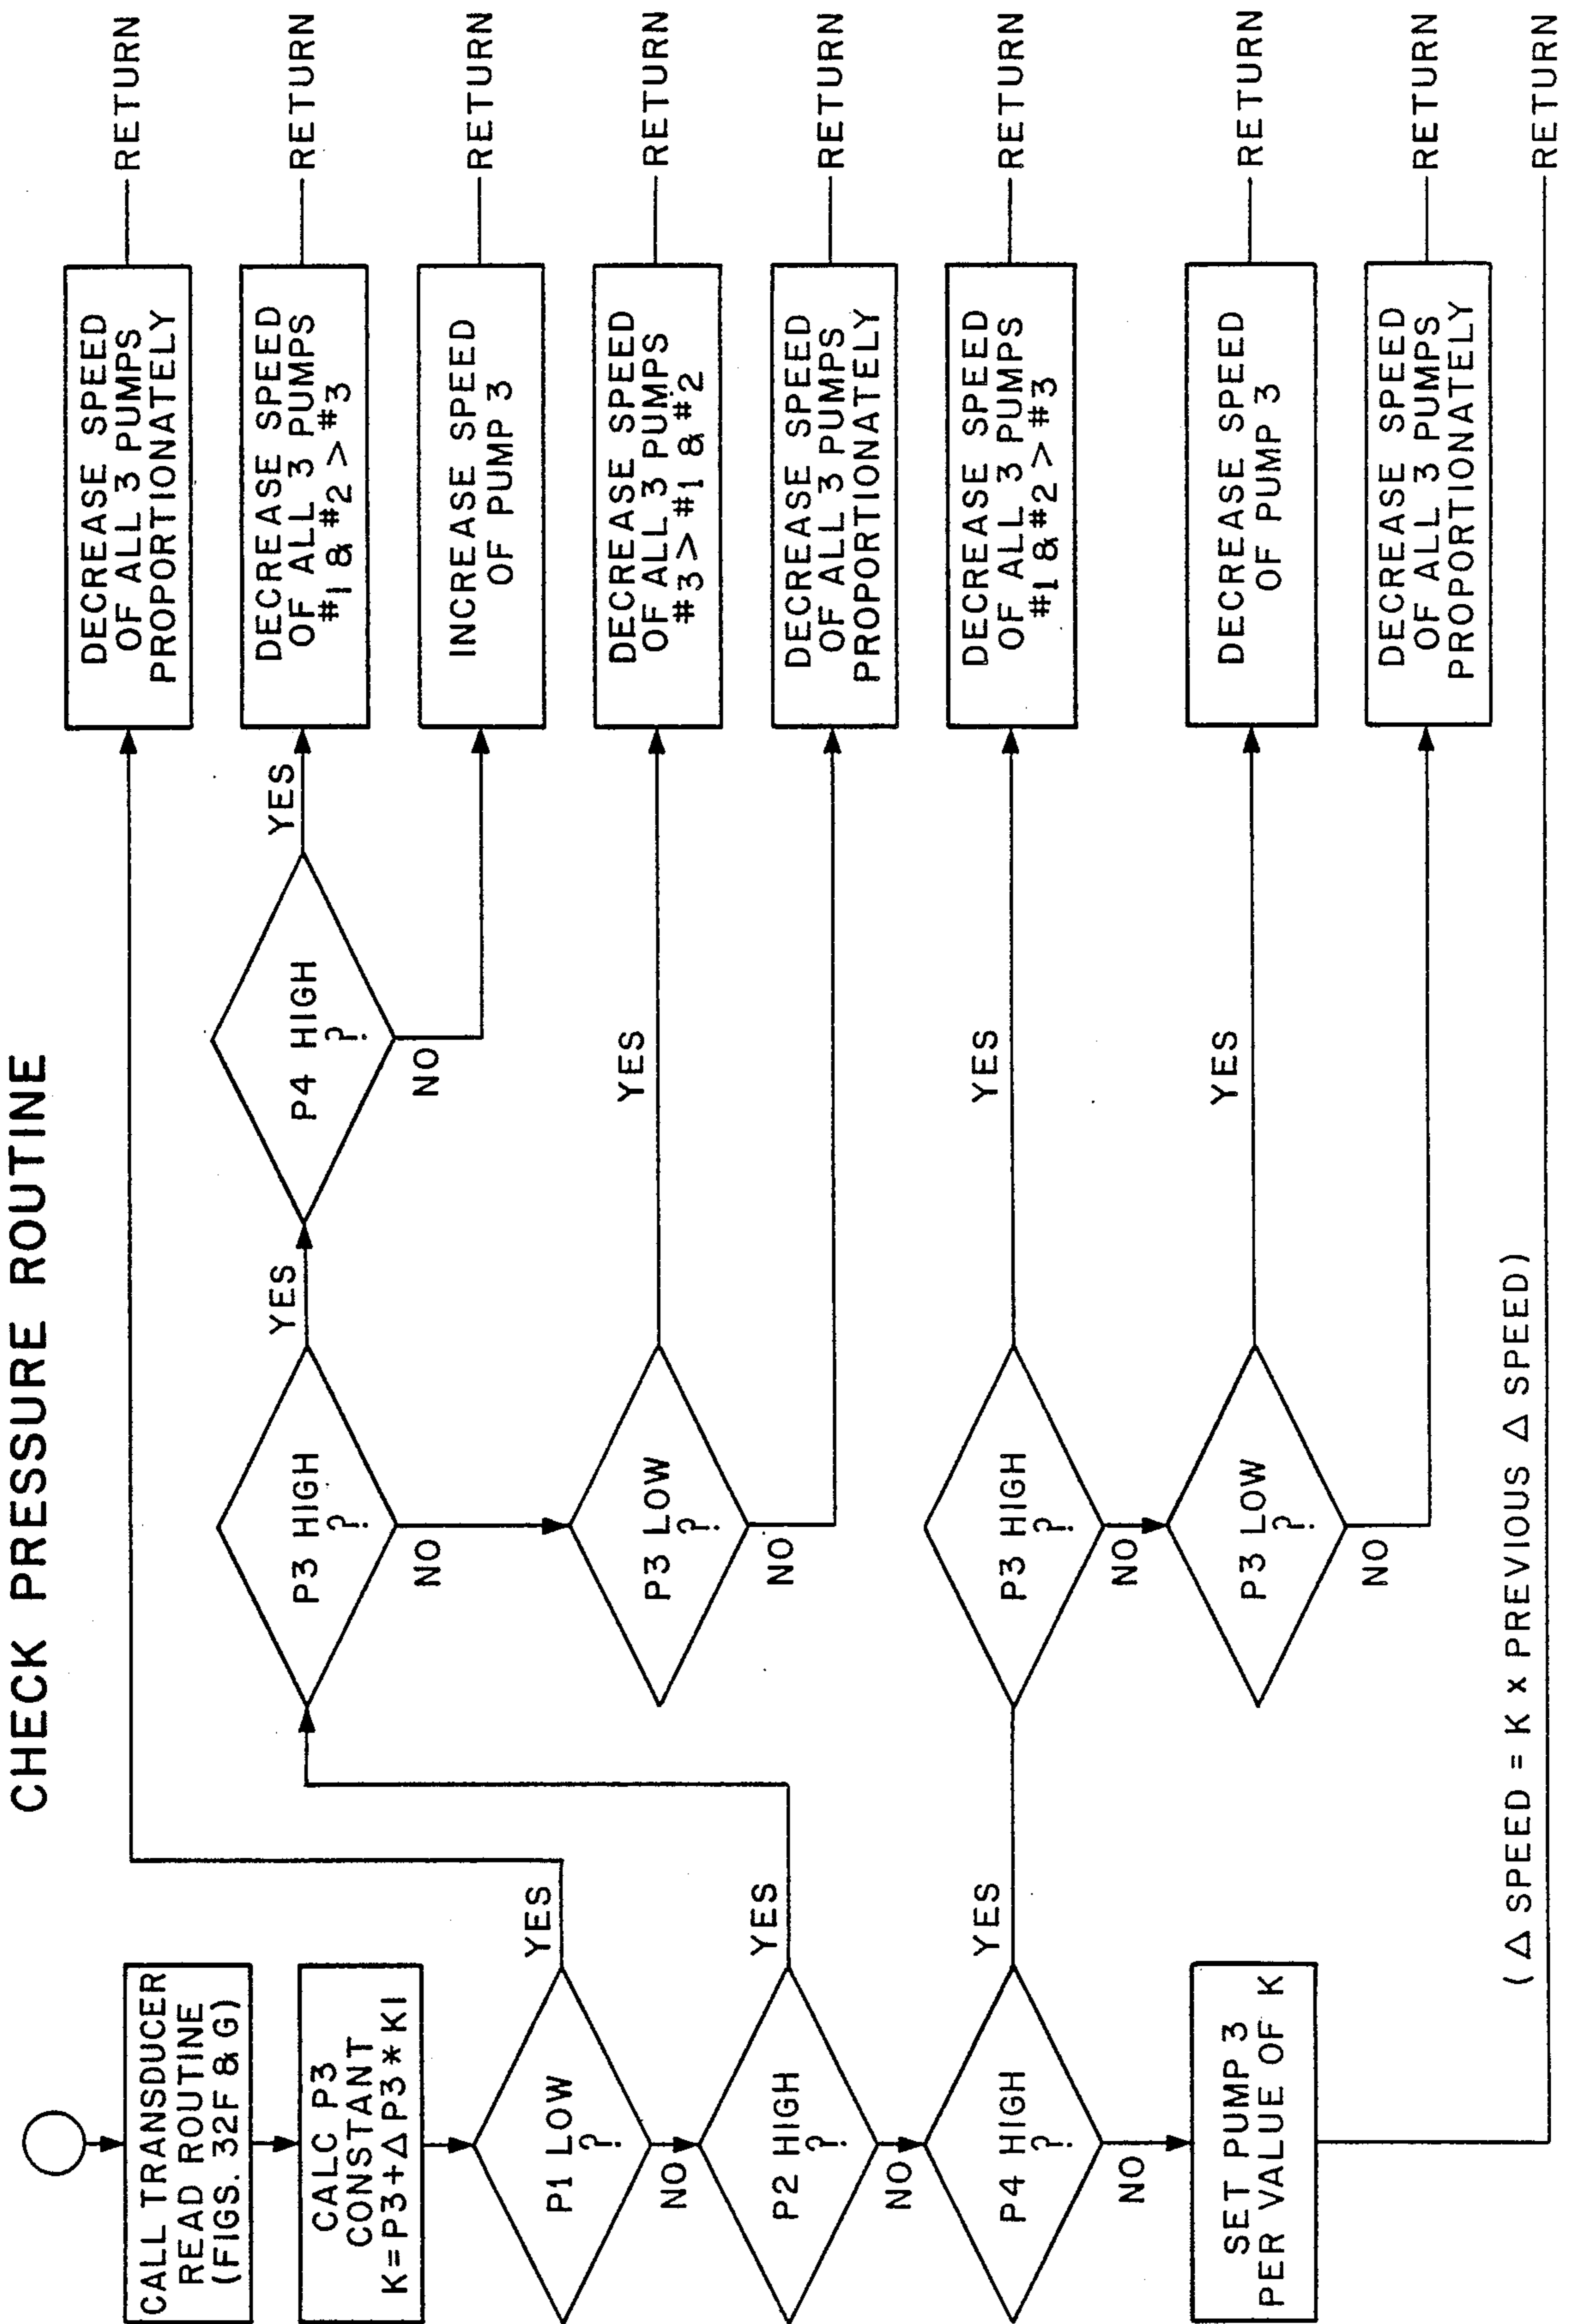 CHECK PRESSURE ROUTINE
CALL TRANSDUCER
READ ROUTINE
(FIGS. 32F & G)
CALC P3
CONSTANT
K=P3+Δ P3*K1
P1 LOW
?
YES
NO
DECREASE SPEED
OF ALL 3 PUMPS
PROPORTIONATELY
RETURN
P2 HIGH
?
YES
NO
P3 HIGH
?
YES
NO
P4 HIGH
?
YES
NO
DECREASE SPEED
OF ALL 3 PUMPS
#1 & #2 > #3
RETURN
INCREASE SPEED
OF PUMP 3
RETURN
P3 LOW
?
YES
NO
DECREASE SPEED
OF ALL 3 PUMPS
#3 > #1 & #2
RETURN
DECREASE SPEED
OF ALL 3 PUMPS
PROPORTIONATELY
RETURN
P4 HIGH
?
YES
NO
P3 HIGH
?
YES
NO
DECREASE SPEED
OF ALL 3 PUMPS
#1 & #2 > #3
RETURN
P3 LOW
?
YES
NO
DECREASE SPEED
OF PUMP 3
RETURN
DECREASE SPEED
OF ALL 3 PUMPS
PROPORTIONATELY
RETURN
SET PUMP 3
PER VALUE OF K
(Δ SPEED = K x PREVIOUS Δ SPEED)
RETURN